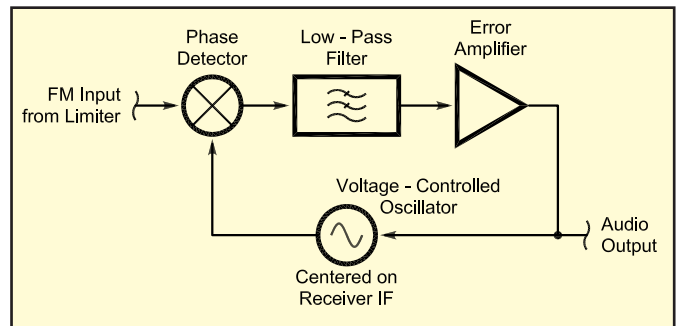 Phase
Detector
Low - Pass
Filter
Error
Amplifier
FM Input
from Limiter
Voltage - Controlled
Oscillator
Audio
Output
Centered on
Receiver IF